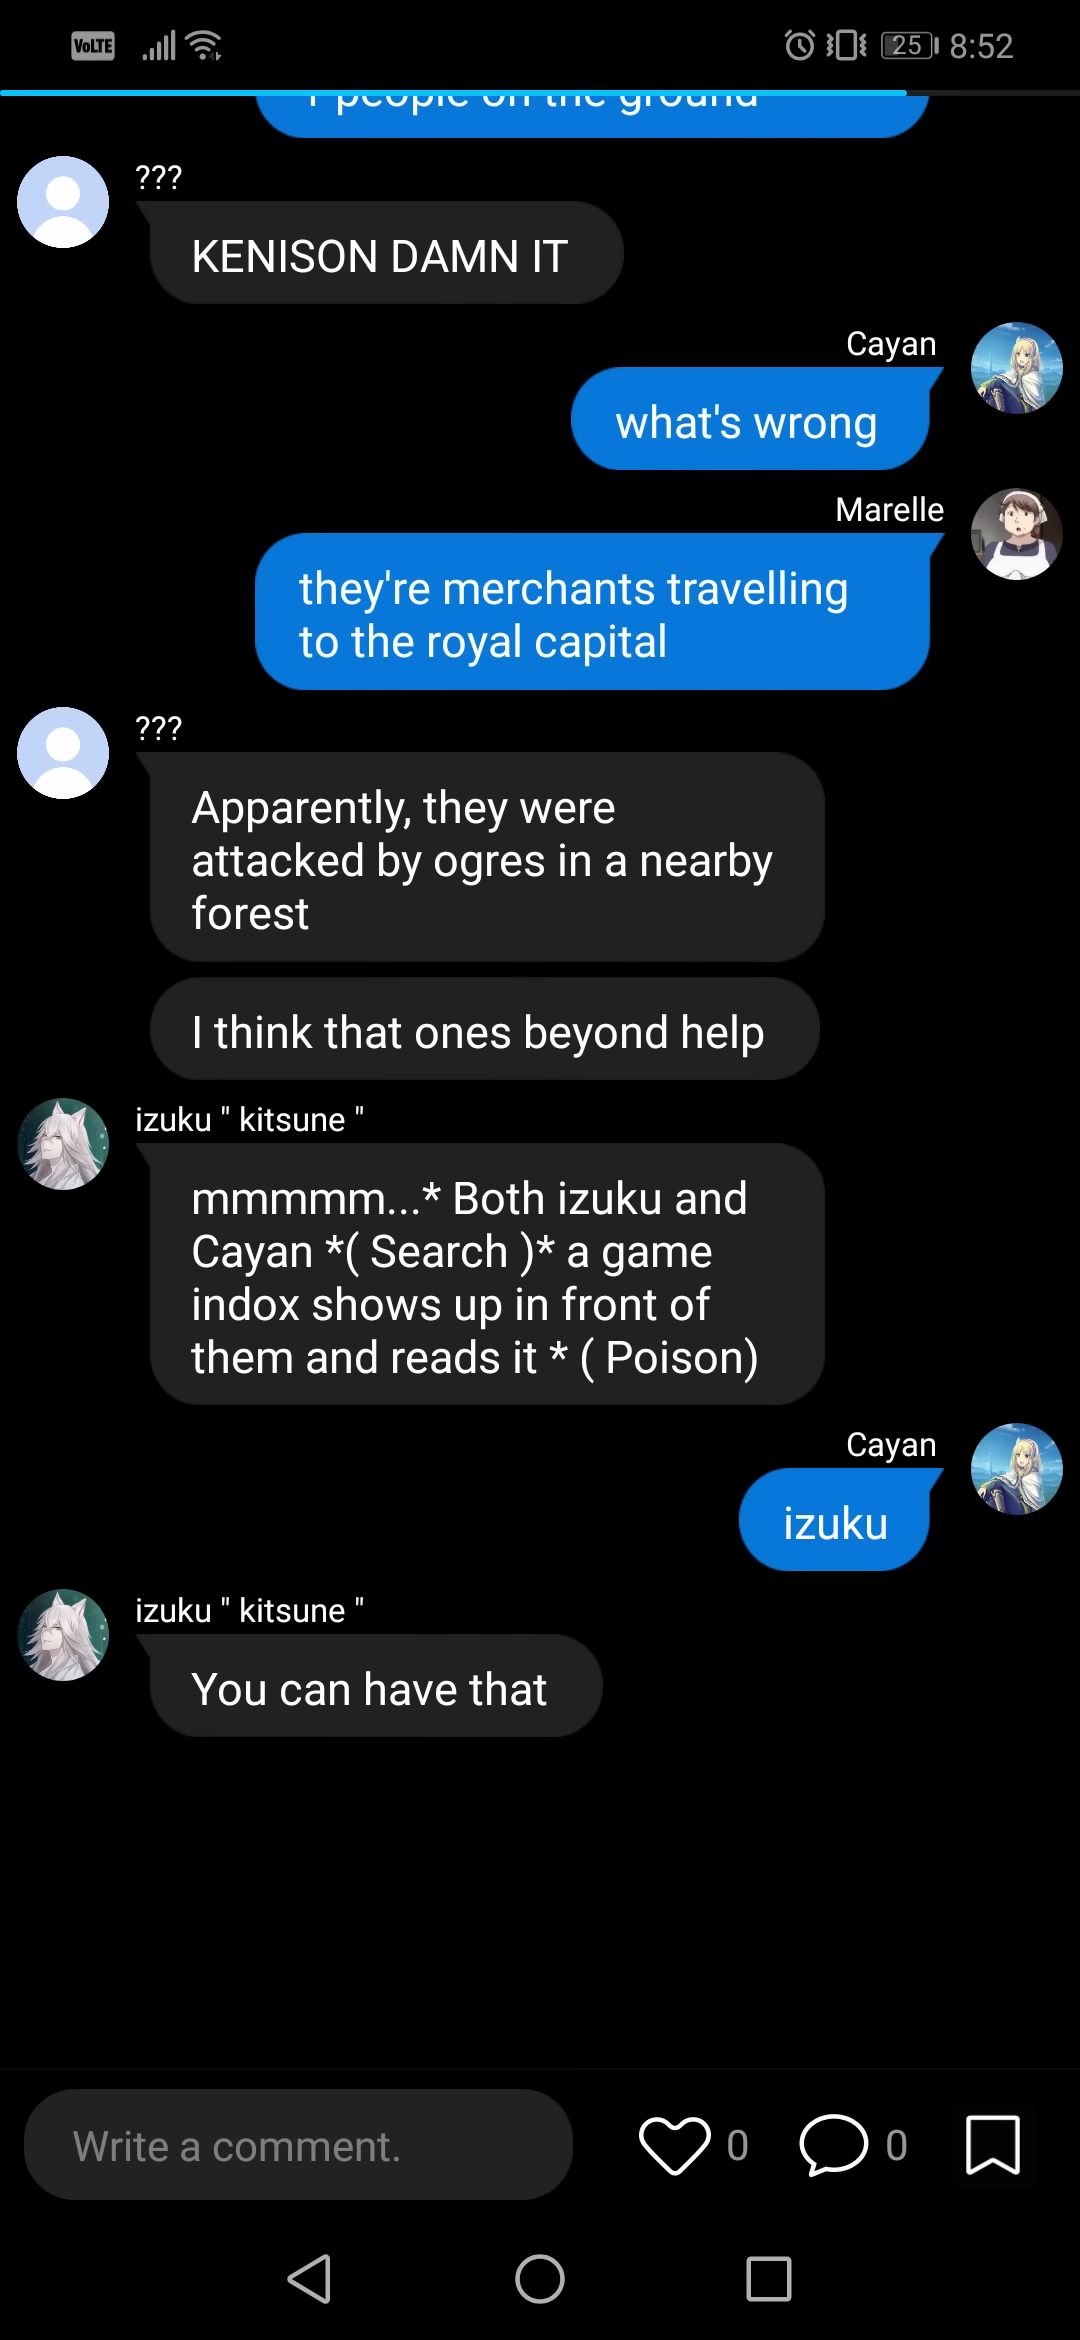 VoLTE
25 8:52
people on the ground
???
KENISON DAMN IT
Cayan
what's wrong
Marelle
they're merchants travelling
to the royal capital
???
Apparently, they were
attacked by ogres in a nearby
forest
I think that ones beyond help
izuku " kitsune "
mmmmm...* Both izuku and
Cayan *( Search )* a game
indox shows up in front of
them and reads it * ( Poison)
Cayan
izuku
izuku " kitsune "
You can have that
Write a comment.
0
0